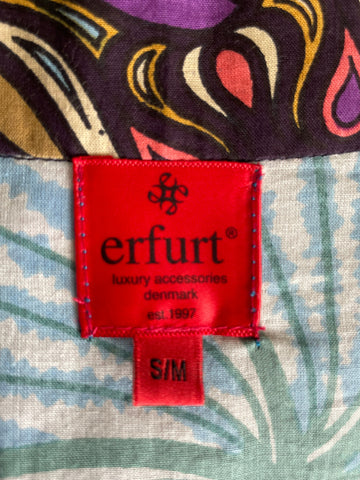 erfurt®
luxury accessories
denmark
est.1997
S/M